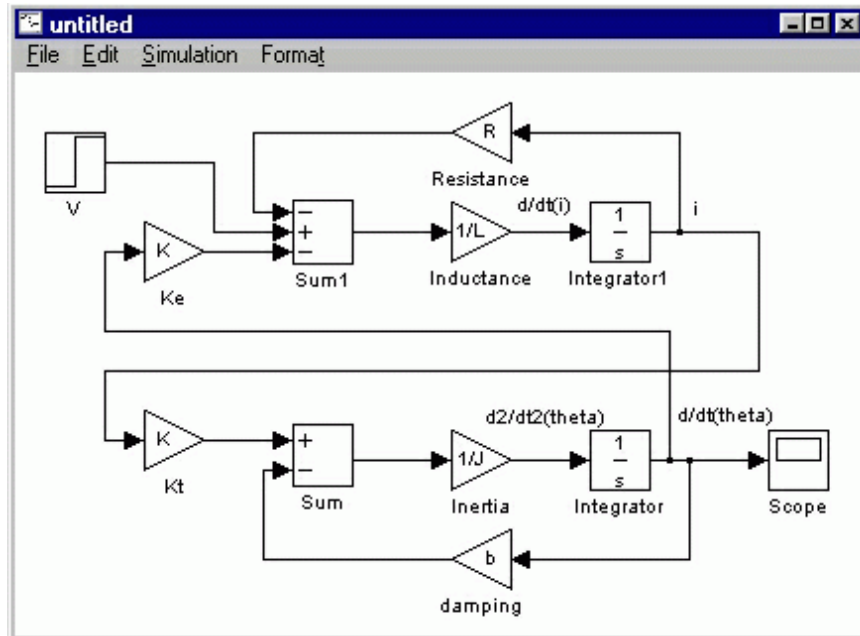 untitled
File Edit Simulation Format
R
Resistance
V
d/dt(i)
i
−
+
−
1/L
1
s
K
Sum1
Inductance
Integrator1
Ke
d2/dt2(theta)
d/dt(theta)
K
+
−
1/J
1
s
Kt
Sum
Inertia
Integrator
Scope
b
damping